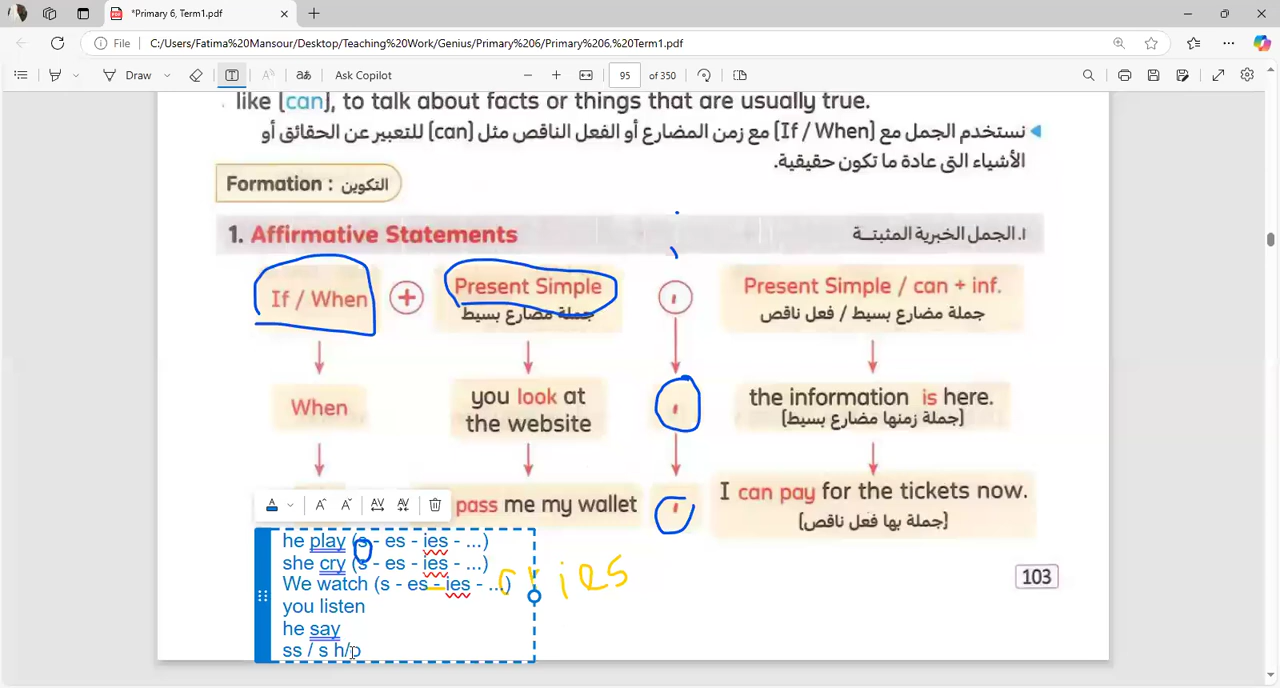 *Primary 6, Term1.pdf
File C:/Users/Fatima%20Mansour/Desktop/Teaching%20Work/Genius/Primary%206/Primary%206,%20Term1.pdf
Draw Ask Copilot 95 of 350
like (can), to talk about facts or things that are usually true.
نستخدم الجمل مع (If / When) مع زمن المضارع أو الفعل الناقص مثل (can) للتعبير عن الحقائق أو
الأشياء التى عادة ما تكون حقيقية.
Formation : التكوين
1. Affirmative Statements ١. الجمل الخبرية المثبتة
If / When + Present Simple , Present Simple / can + inf.
جملة مضارع بسيط جملة مضارع بسيط / فعل ناقص
When you look at the website , the information is here.
(جملة زمنها مضارع بسيط)
pass me my wallet , I can pay for the tickets now.
(جملة بها فعل ناقص)
he play (s - es - ies - ...)
she cry (s - es - ies - ...)
We watch (s - es - ies - ...)
you listen
he say
ss / s h/o
cries
103